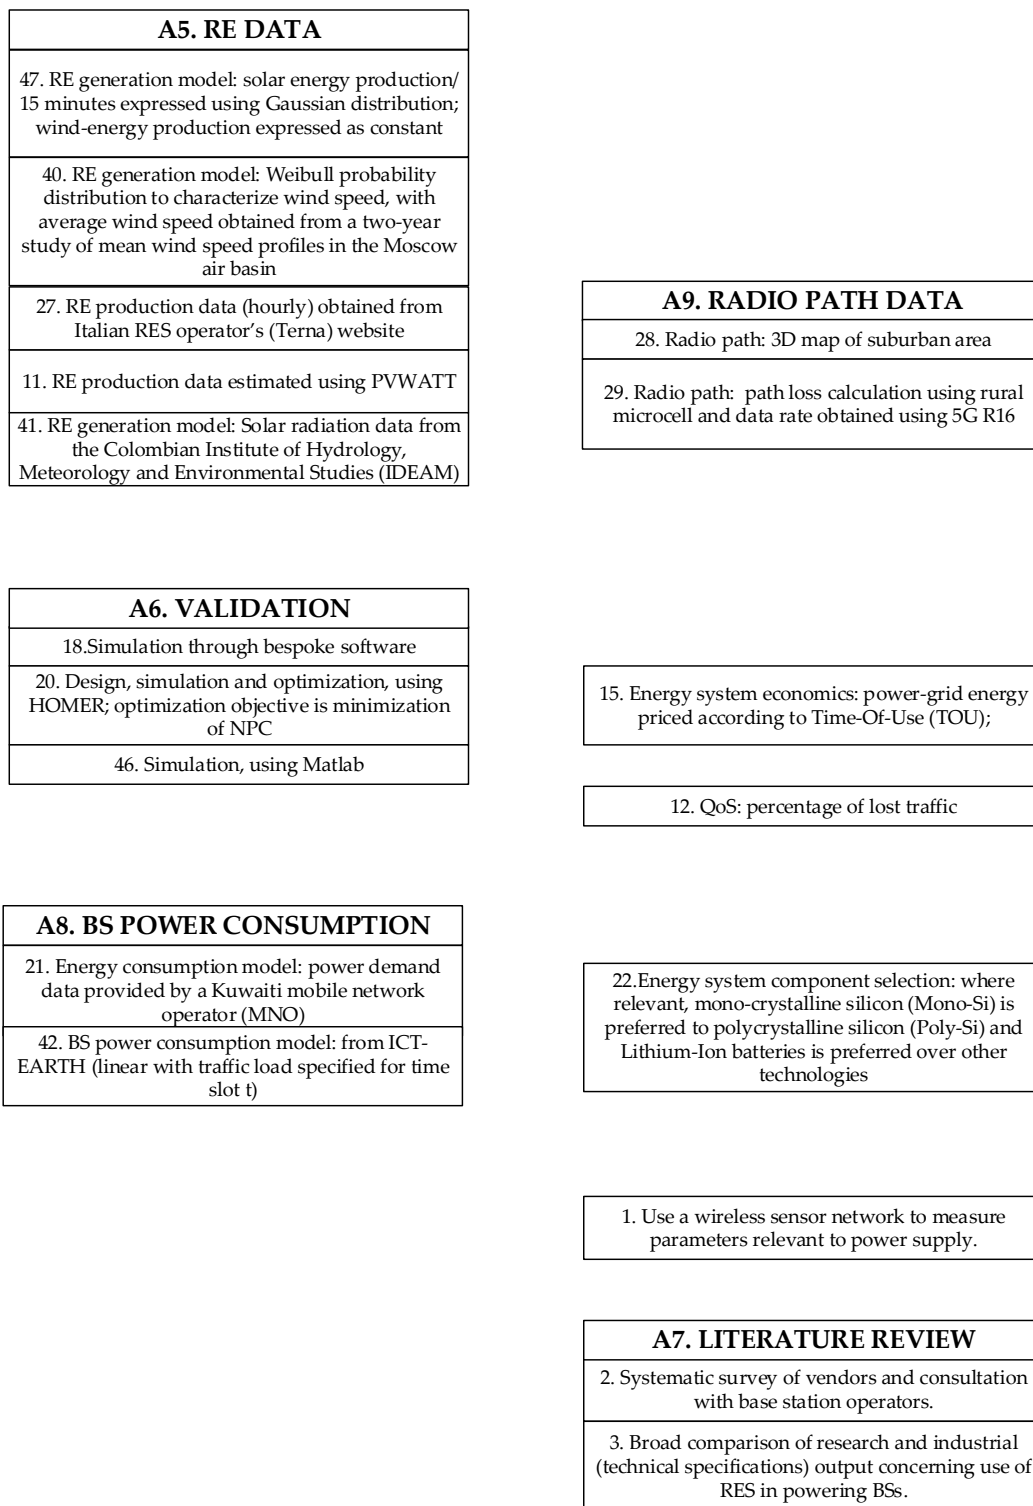 A5. RE DATA
47. RE generation model: solar energy production/
15 minutes expressed using Gaussian distribution;
wind-energy production expressed as constant
40. RE generation model: Weibull probability
distribution to characterize wind speed, with
average wind speed obtained from a two-year
study of mean wind speed profiles in the Moscow
air basin
27. RE production data (hourly) obtained from
Italian RES operator’s (Terna) website
11. RE production data estimated using PVWATT
41. RE generation model: Solar radiation data from
the Colombian Institute of Hydrology,
Meteorology and Environmental Studies (IDEAM)
A6. VALIDATION
18.Simulation through bespoke software
20. Design, simulation and optimization, using
HOMER; optimization objective is minimization
of NPC
46. Simulation, using Matlab
A8. BS POWER CONSUMPTION
21. Energy consumption model: power demand
data provided by a Kuwaiti mobile network
operator (MNO)
42. BS power consumption model: from ICT-
EARTH (linear with traffic load specified for time
slot t)
A9. RADIO PATH DATA
28. Radio path: 3D map of suburban area
29. Radio path: path loss calculation using rural
microcell and data rate obtained using 5G R16
15. Energy system economics: power-grid energy
priced according to Time-Of-Use (TOU);
12. QoS: percentage of lost traffic
22.Energy system component selection: where
relevant, mono-crystalline silicon (Mono-Si) is
preferred to polycrystalline silicon (Poly-Si) and
Lithium-Ion batteries is preferred over other
technologies
1. Use a wireless sensor network to measure
parameters relevant to power supply.
A7. LITERATURE REVIEW
2. Systematic survey of vendors and consultation
with base station operators.
3. Broad comparison of research and industrial
(technical specifications) output concerning use of
RES in powering BSs.